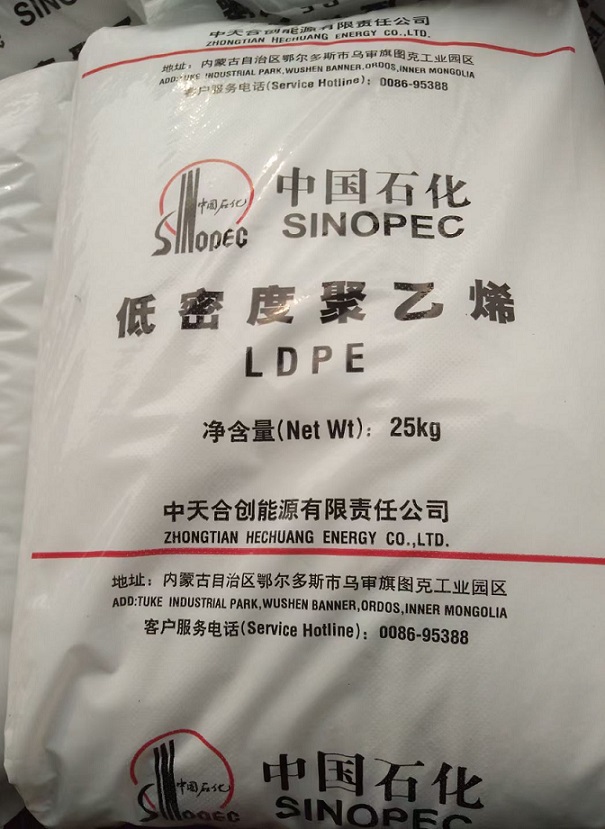 SINO
中天合创能源有限责任公司
ZHONGTIAN HECHUANG ENERGY CO.,LTD.
地址：内蒙古自治区鄂尔多斯市乌审旗图克工业园区
ADD:TUKE INDUSTRIAL PARK,WUSHEN BANNER,ORDOS,INNER MONGOLIA
客户服务电话(Service Hotline)：0086-95388
中国石化
SINOPEC
中国石化
SINOPEC
低密度聚乙烯
LDPE
净含量(Net Wt)：25kg
中天合创能源有限责任公司
ZHONGTIAN HECHUANG ENERGY CO.,LTD.
地址：内蒙古自治区鄂尔多斯市乌审旗图克工业园区
ADD:TUKE INDUSTRIAL PARK,WUSHEN BANNER,ORDOS,INNER MONGOLIA
客户服务电话(Service Hotline)：0086-95388
中国石化
SINOPEC
中国石化
SINOPEC